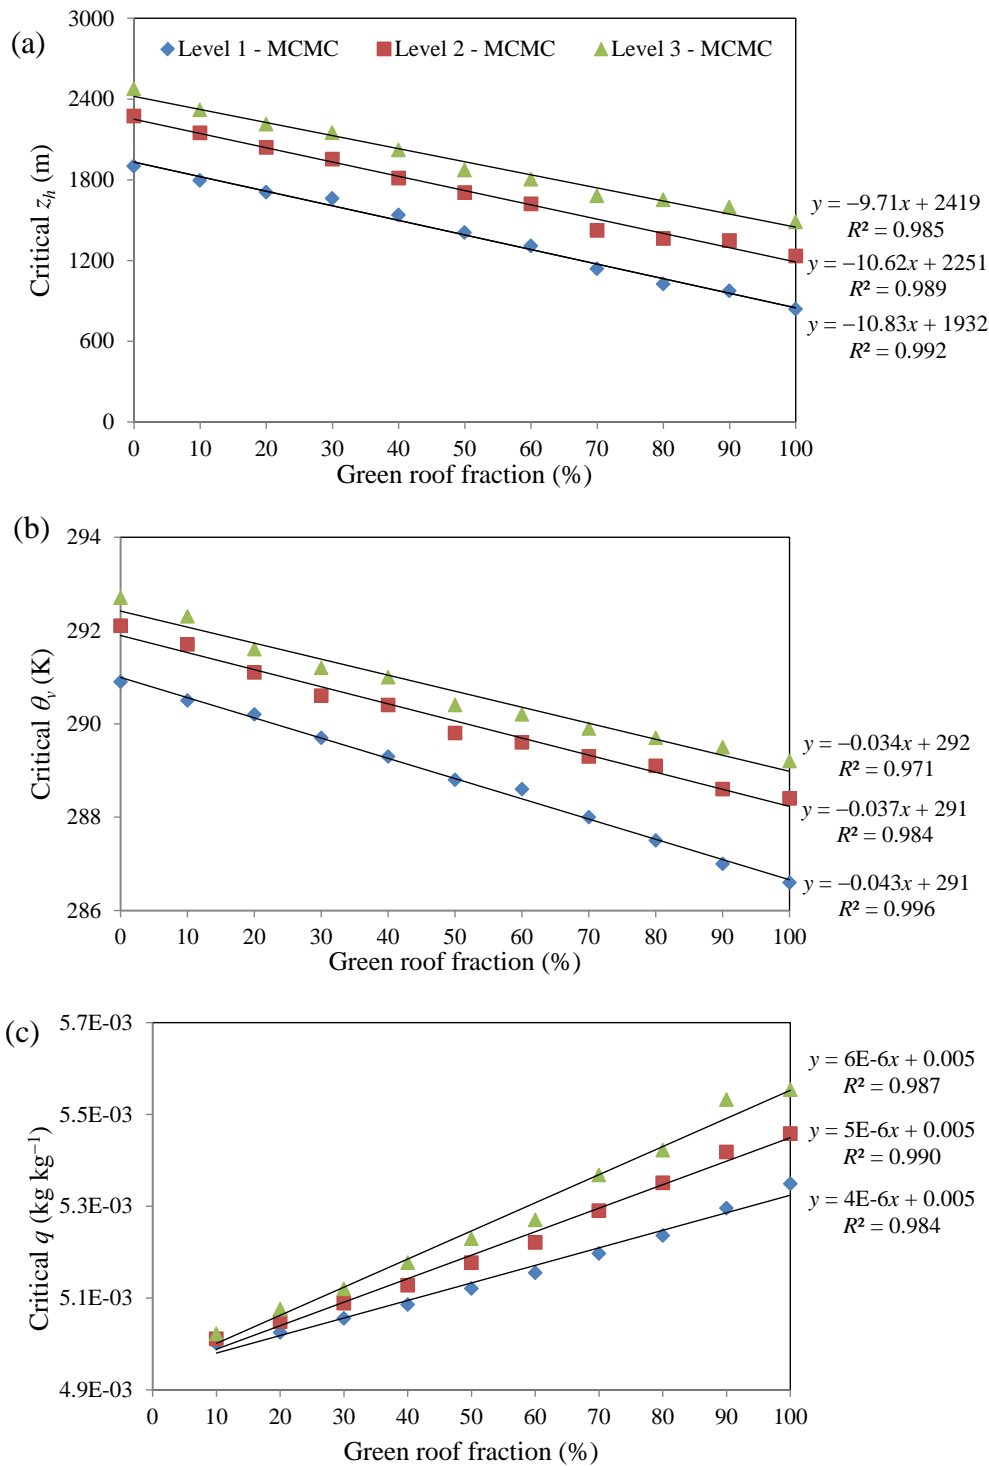 (a)
Level 1 - MCMC Level 2 - MCMC Level 3 - MCMC
3000
2400
1800
1200
600
0
Critical z_h (m)
0 10 20 30 40 50 60 70 80 90 100
Green roof fraction (%)
y = −9.71x + 2419
R² = 0.985
y = −10.62x + 2251
R² = 0.989
y = −10.83x + 1932
R² = 0.992
(b)
294
292
290
288
286
Critical θ_v (K)
0 10 20 30 40 50 60 70 80 90 100
Green roof fraction (%)
y = −0.034x + 292
R² = 0.971
y = −0.037x + 291
R² = 0.984
y = −0.043x + 291
R² = 0.996
(c)
5.7E-03
5.5E-03
5.3E-03
5.1E-03
4.9E-03
Critical q (kg kg⁻¹)
0 10 20 30 40 50 60 70 80 90 100
Green roof fraction (%)
y = 6E-6x + 0.005
R² = 0.987
y = 5E-6x + 0.005
R² = 0.990
y = 4E-6x + 0.005
R² = 0.984